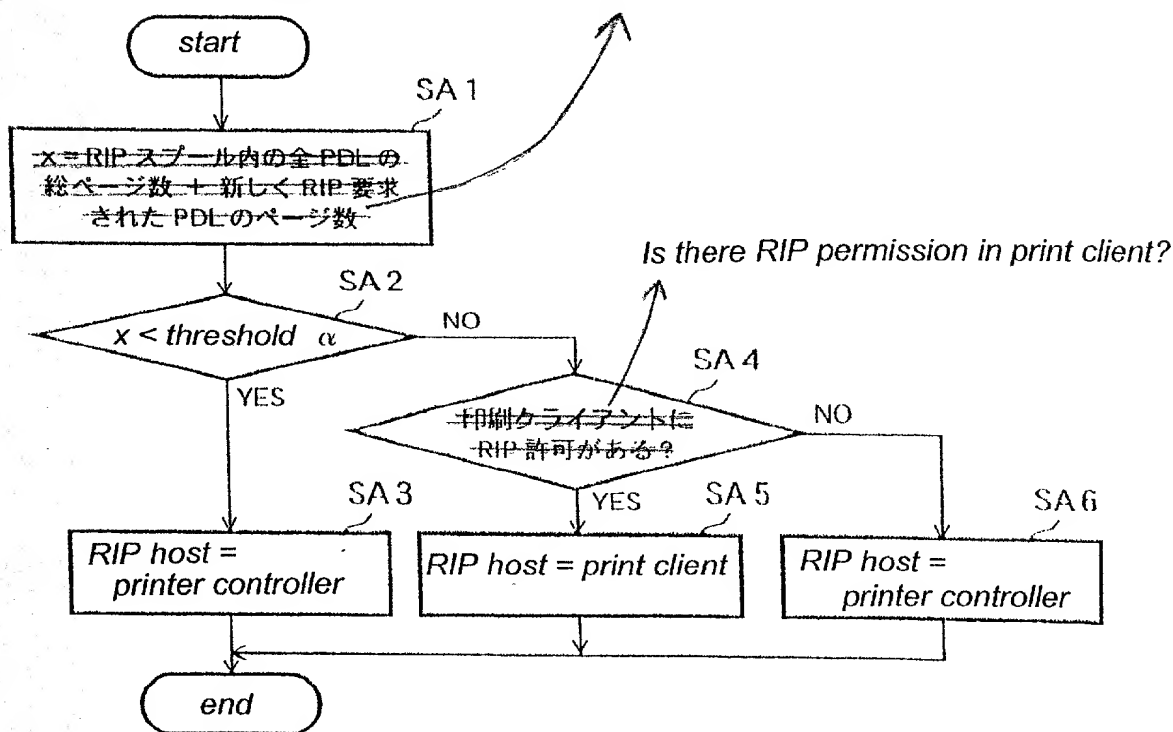 start
SA 1
x = RIP スプール内の全 PDL の
総ページ数 + 新しく RIP 要求
された PDL のページ数
Is there RIP permission in print client?
SA 2
x < threshold α
NO
YES
SA 4
印刷クライアントに
RIP 許可がある?
NO
YES
SA 3
RIP host =
printer controller
SA 5
RIP host = print client
SA 6
RIP host =
printer controller
end